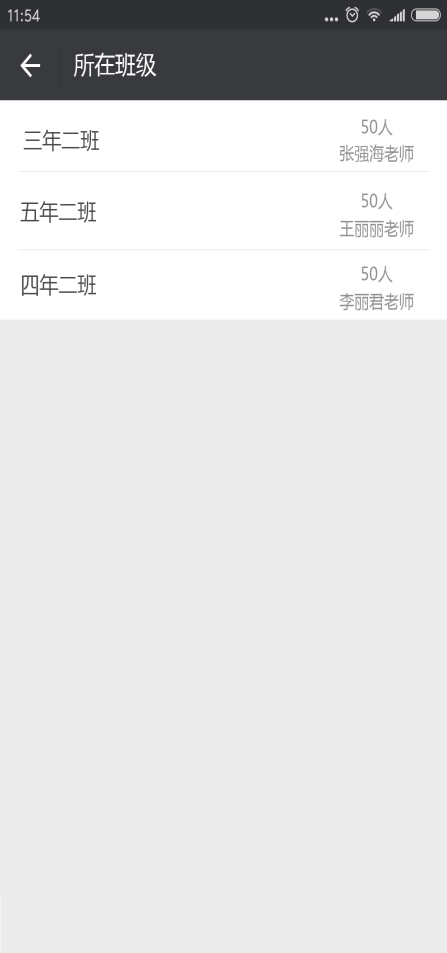 11:54
所在班级
三年二班
50人
张强海老师
五年二班
50人
王丽丽老师
四年二班
50人
李丽君老师